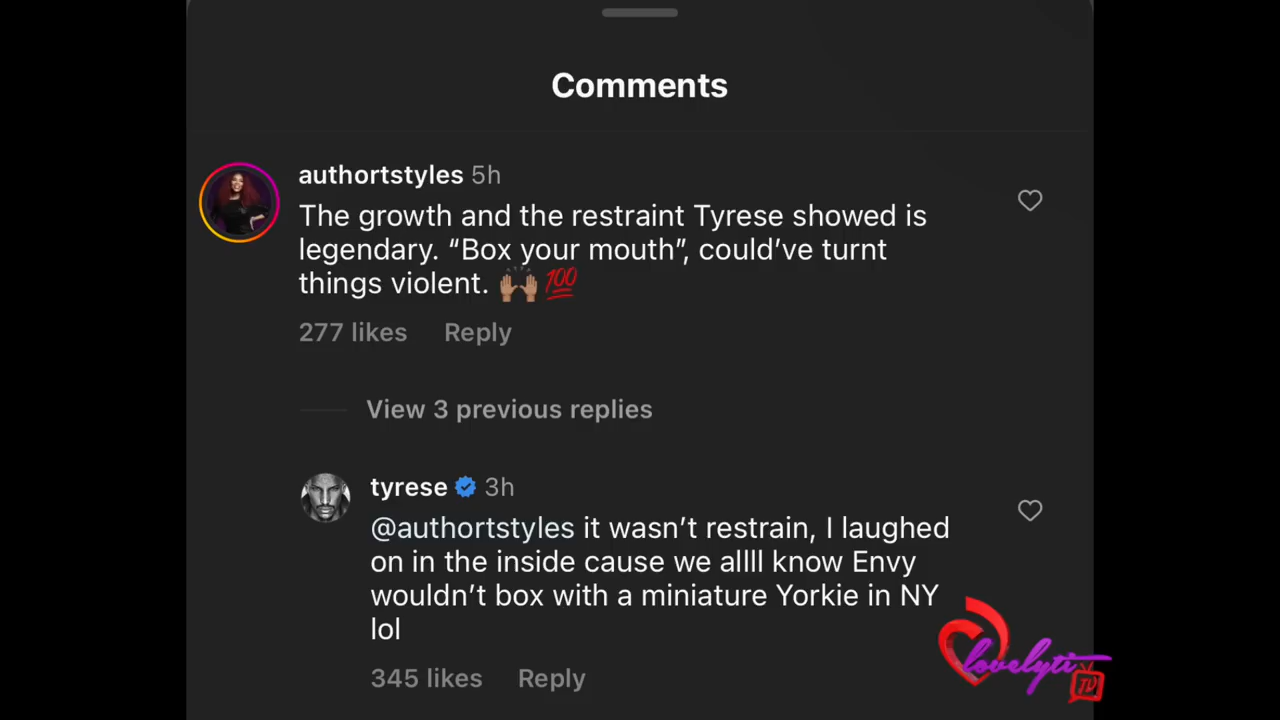 Comments
authortstyles 5h
The growth and the restraint Tyrese showed is
legendary. “Box your mouth”, could’ve turnt
things violent. 🙌🏽💯
277 likes Reply
View 3 previous replies
tyrese 3h
@authortstyles it wasn’t restrain, I laughed
on in the inside cause we allll know Envy
wouldn’t box with a miniature Yorkie in NY
lol
345 likes Reply
lovelyti
TV